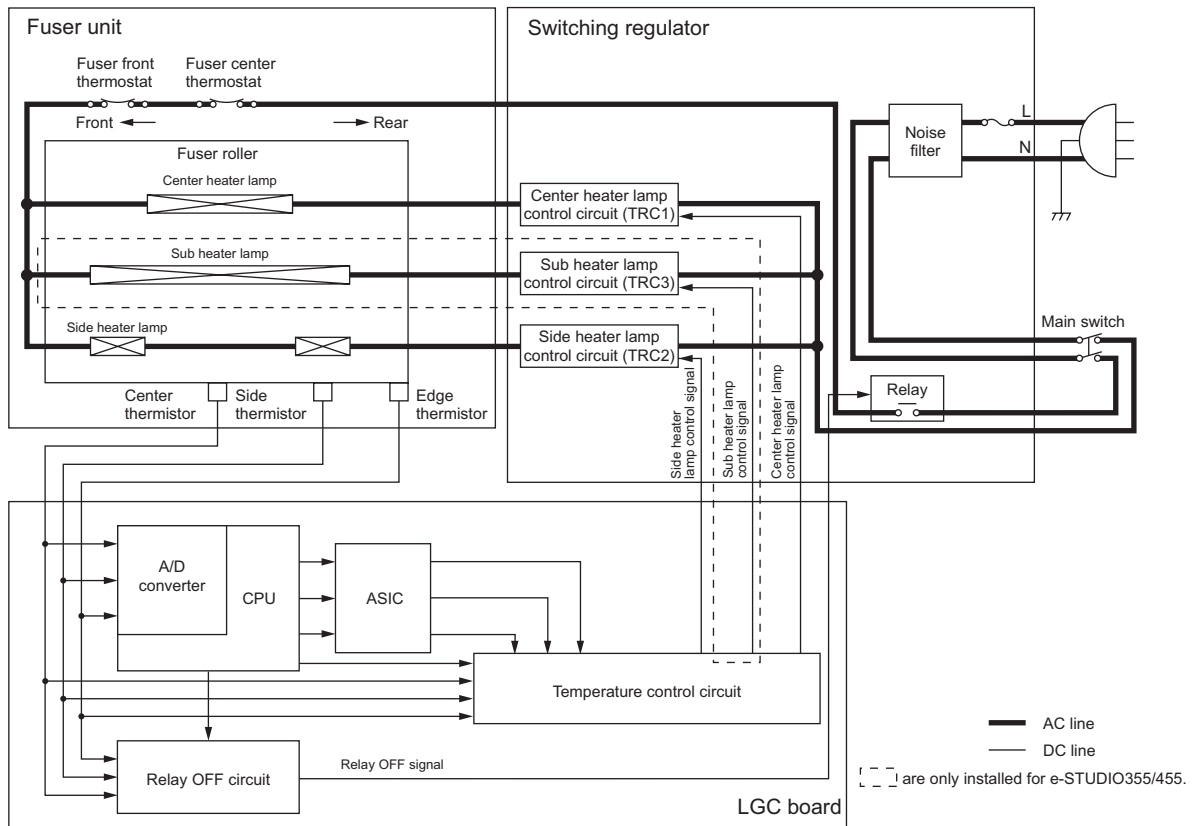 Fuser unit
Switching regulator
Fuser front
thermostat
Fuser center
thermostat
Front
Rear
L
N
Noise
filter
Fuser roller
Center heater lamp
Center heater lamp
control circuit (TRC1)
Sub heater lamp
Sub heater lamp
control circuit (TRC3)
Side heater lamp
Side heater lamp
control circuit (TRC2)
Main switch
Relay
Center
thermistor
Side
thermistor
Edge
thermistor
Side heater
lamp control signal
Sub heater lamp
control signal
Center heater lamp
control signal
A/D
converter
CPU
ASIC
Temperature control circuit
Relay OFF circuit
Relay OFF signal
LGC board
AC line
DC line
are only installed for e-STUDIO355/455.